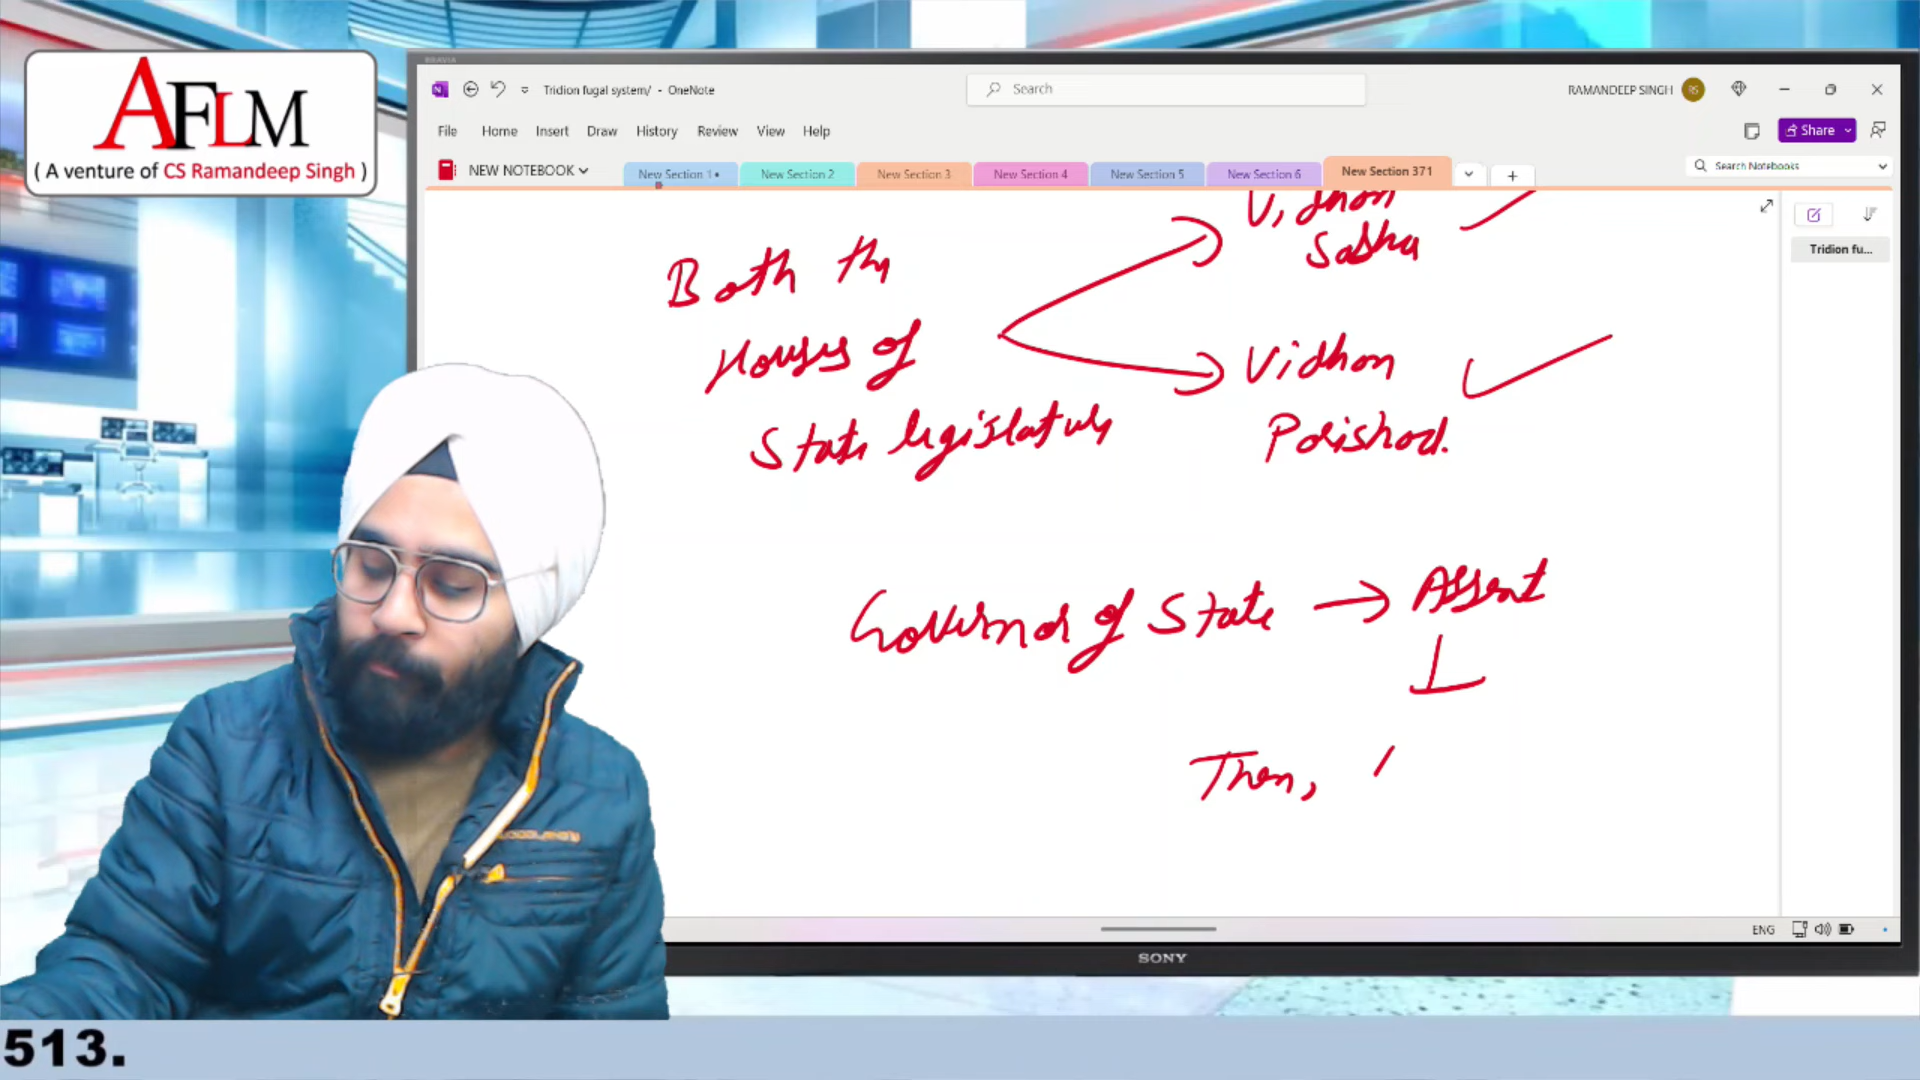 AFLM
( A venture of CS Ramandeep Singh )
BRAVIA
Tridion fugal system/ - OneNote
Search
RAMANDEEP SINGH
RS
File Home Insert Draw History Review View Help
Share
NEW NOTEBOOK
New Section 1
New Section 2
New Section 3
New Section 4
New Section 5
New Section 6
New Section 371
+
Search Notebooks
Tridion fu...
Vidhan
Sabha
Both the
Houses of
State legislature
Vidhan
Parishad.
Governor of State → Assent
Then,
ENG
SONY
513.